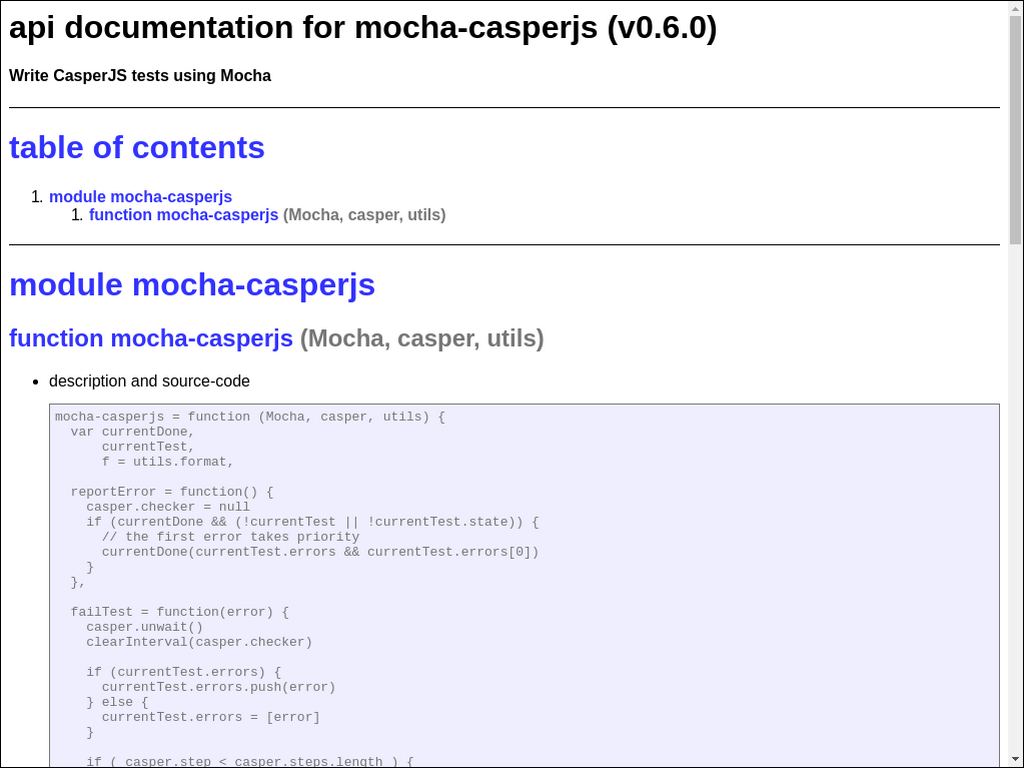 api documentation for mocha-casperjs (v0.6.0)
Write CasperJS tests using Mocha
table of contents
1. module mocha-casperjs
1. function mocha-casperjs (Mocha, casper, utils)
module mocha-casperjs
function mocha-casperjs (Mocha, casper, utils)
• description and source-code
mocha-casperjs = function (Mocha, casper, utils) {
  var currentDone,
      currentTest,
      f = utils.format,

  reportError = function() {
    casper.checker = null
    if (currentDone && (!currentTest || !currentTest.state)) {
      // the first error takes priority
      currentDone(currentTest.errors && currentTest.errors[0])
    }
  },

  failTest = function(error) {
    casper.unwait()
    clearInterval(casper.checker)

    if (currentTest.errors) {
      currentTest.errors.push(error)
    } else {
      currentTest.errors = [error]
    }

    if ( casper.step < casper.steps.length ) {